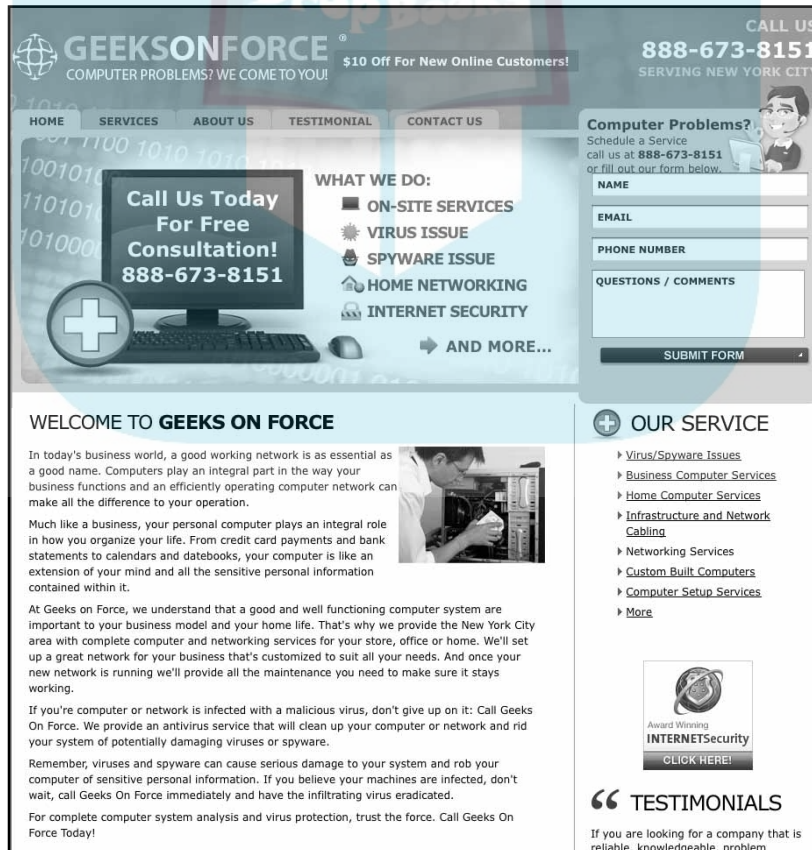 Drop Books
GEEKSONFORCE ®
COMPUTER PROBLEMS? WE COME TO YOU!
$10 Off For New Online Customers!
CALL US
888-673-8151
SERVING NEW YORK CITY
HOME SERVICES ABOUT US TESTIMONIAL CONTACT US
Call Us Today
For Free
Consultation!
888-673-8151
WHAT WE DO:
ON-SITE SERVICES
VIRUS ISSUE
SPYWARE ISSUE
HOME NETWORKING
INTERNET SECURITY
AND MORE...
Computer Problems?
Schedule a Service
call us at 888-673-8151
or fill out our form below.
NAME
EMAIL
PHONE NUMBER
QUESTIONS / COMMENTS
SUBMIT FORM
WELCOME TO GEEKS ON FORCE
In today's business world, a good working network is as essential as
a good name. Computers play an integral part in the way your
business functions and an efficiently operating computer network can
make all the difference to your operation.
Much like a business, your personal computer plays an integral role
in how you organize your life. From credit card payments and bank
statements to calendars and datebooks, your computer is like an
extension of your mind and all the sensitive personal information
contained within it.
At Geeks on Force, we understand that a good and well functioning computer system are
important to your business model and your home life. That's why we provide the New York City
area with complete computer and networking services for your store, office or home. We'll set
up a great network for your business that's customized to suit all your needs. And once your
new network is running we'll provide all the maintenance you need to make sure it stays
working.
If you're computer or network is infected with a malicious virus, don't give up on it: Call Geeks
On Force. We provide an antivirus service that will clean up your computer or network and rid
your system of potentially damaging viruses or spyware.
Remember, viruses and spyware can cause serious damage to your system and rob your
computer of sensitive personal information. If you believe your machines are infected, don't
wait, call Geeks On Force immediately and have the infiltrating virus eradicated.
For complete computer system analysis and virus protection, trust the force. Call Geeks On
Force Today!
OUR SERVICE
Virus/Spyware Issues
Business Computer Services
Home Computer Services
Infrastructure and Network
Cabling
Networking Services
Custom Built Computers
Computer Setup Services
More
Award Winning
INTERNETSecurity
CLICK HERE!
TESTIMONIALS
If you are looking for a company that is
reliable, knowledgeable, problem